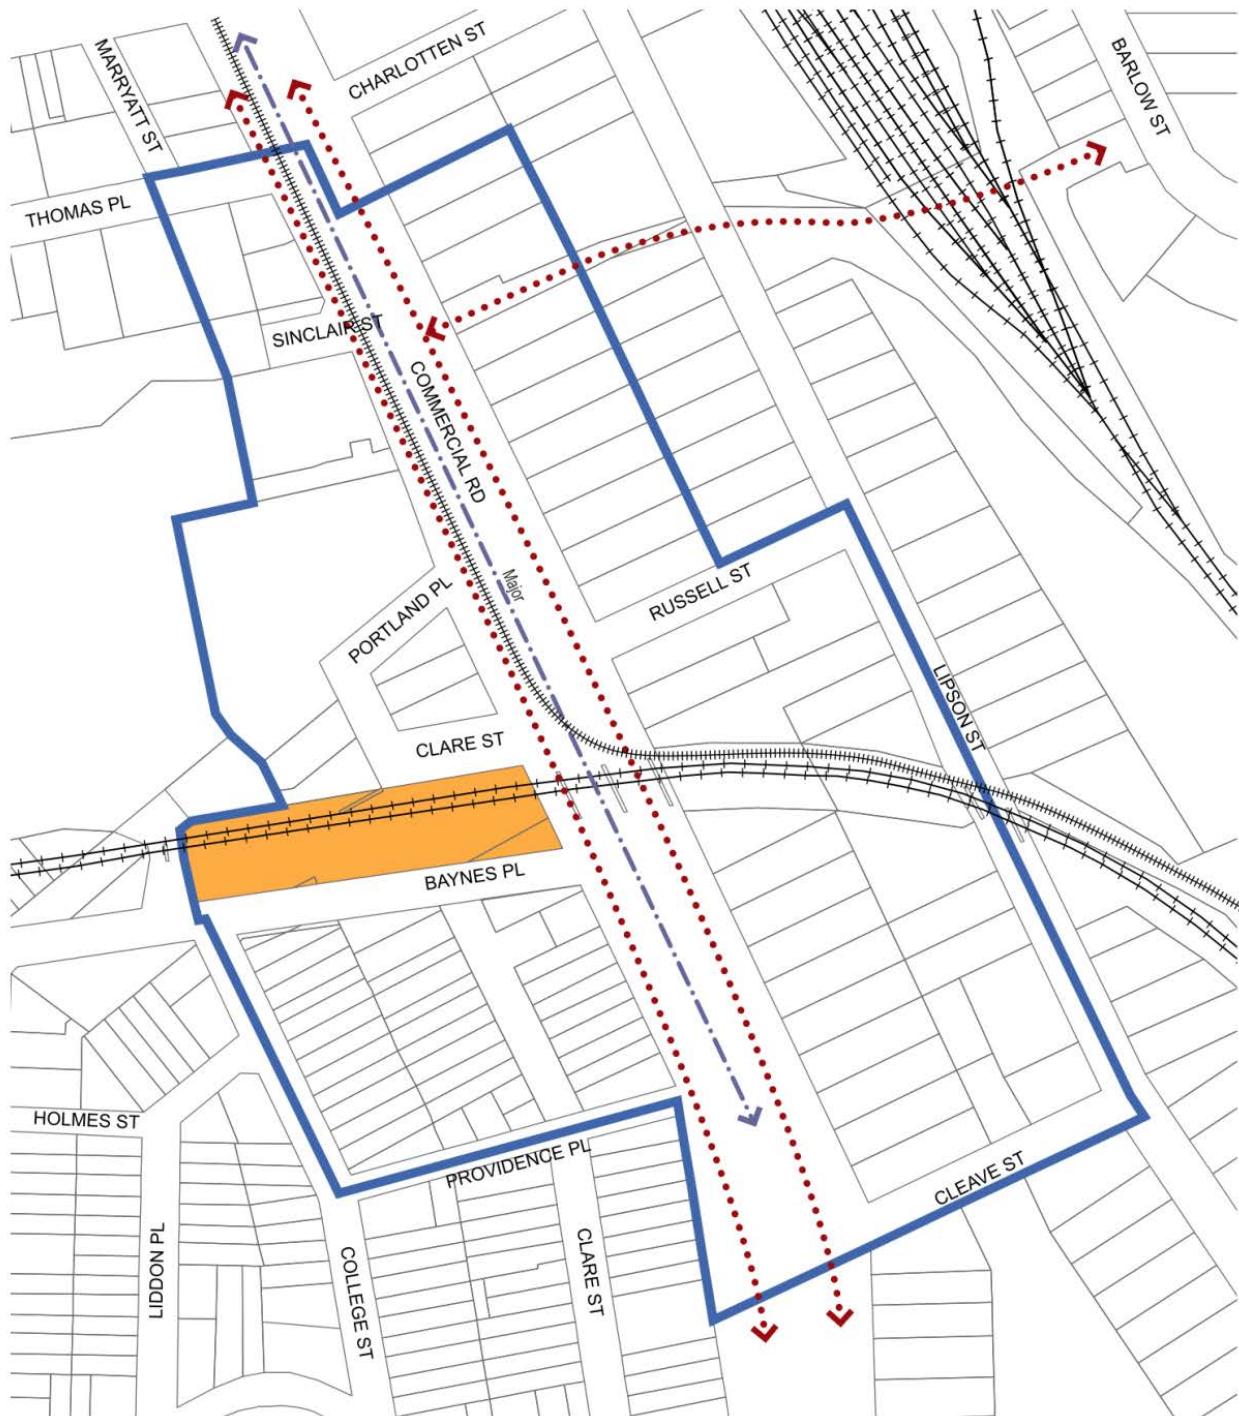 MARRYATT ST
CHARLOTTEN ST
BARLOW ST
THOMAS PL
SINCLAIR ST
COMMERCIAL RD
Major
PORTLAND PL
RUSSELL ST
LIPSON ST
CLARE ST
BAYNES PL
HOLMES ST
PROVIDENCE PL
CLEAVE ST
LIDDON PL
COLLEGE ST
CLARE ST